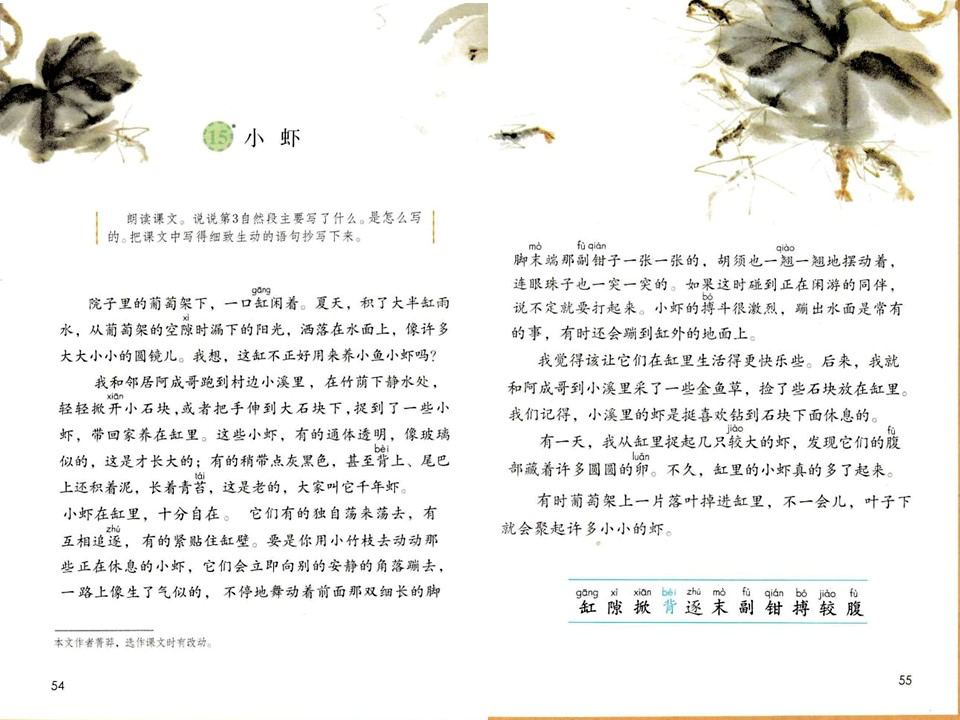 15 小虾
朗读课文。说说第3自然段主要写了什么。是怎么写
的。把课文中写得细致生动的语句抄写下来。
gāng
院子里的葡萄架下，一口缸闲着。夏天，积了大半缸雨
xì
水，从葡萄架的空隙时漏下的阳光，洒落在水面上，像许多
大大小小的圆镜儿。我想，这缸不正好用来养小鱼小虾吗？
我和邻居阿成哥跑到村边小溪里，在竹荫下静水处，
xiān
轻轻掀开小石块，或者把手伸到大石块下，捉到了一些小
虾，带回家养在缸里。这些小虾，有的通体透明，像玻璃
bèi
似的，这是才长大的；有的稍带点灰黑色，甚至背上、尾巴
tái
上还积着泥，长着青苔，这是老的，大家叫它千年虾。
小虾在缸里，十分自在。 它们有的独自荡来荡去，有
zhú
互相追逐，有的紧贴住缸壁。要是你用小竹枝去动动那
些正在休息的小虾，它们会立即向别的安静的角落蹦去，
一路上像生了气似的，不停地舞动着前面那双细长的脚
本文作者菁莽，选作课文时有改动。
54
mò fù qián qiào
脚末端那副钳子一张一张的，胡须也一翘一翘地摆动着，
连眼珠子也一突一突的。如果这时碰到正在闲游的同伴，
bó
说不定就要打起来。小虾的搏斗很激烈，蹦出水面是常有
的事，有时还会蹦到缸外的地面上。
我觉得该让它们在缸里生活得更快乐些。后来，我就
和阿成哥到小溪里采了一些金鱼草，捡了些石块放在缸里。
我们记得，小溪里的虾是挺喜欢钻到石块下面休息的。
jiào fù
有一天，我从缸里捉起几只较大的虾，发现它们的腹
luǎn
部藏着许多圆圆的卵。不久，缸里的小虾真的多了起来。
有时葡萄架上一片落叶掉进缸里，不一会儿，叶子下
就会聚起许多小小的虾。
gāng xì xiān bèi zhú mò fù qián bó jiào fù
缸 隙 掀 背 逐 末 副 钳 搏 较 腹
55